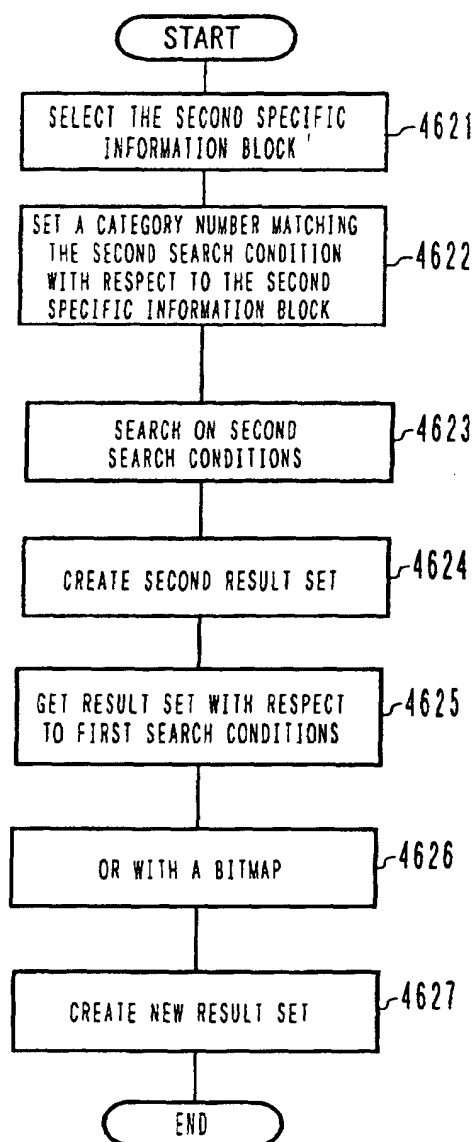 START
SELECT THE SECOND SPECIFIC
INFORMATION BLOCK'
4621
SET A CATEGORY NUMBER MATCHING
THE SECOND SEARCH CONDITION
WITH RESPECT TO THE SECOND
SPECIFIC INFORMATION BLOCK
4622
SEARCH ON SECOND
SEARCH CONDITIONS
4623
CREATE SECOND RESULT SET
4624
GET RESULT SET WITH RESPECT
TO FIRST SEARCH CONDITIONS
4625
OR WITH A BITMAP
4626
CREATE NEW RESULT SET
4627
END